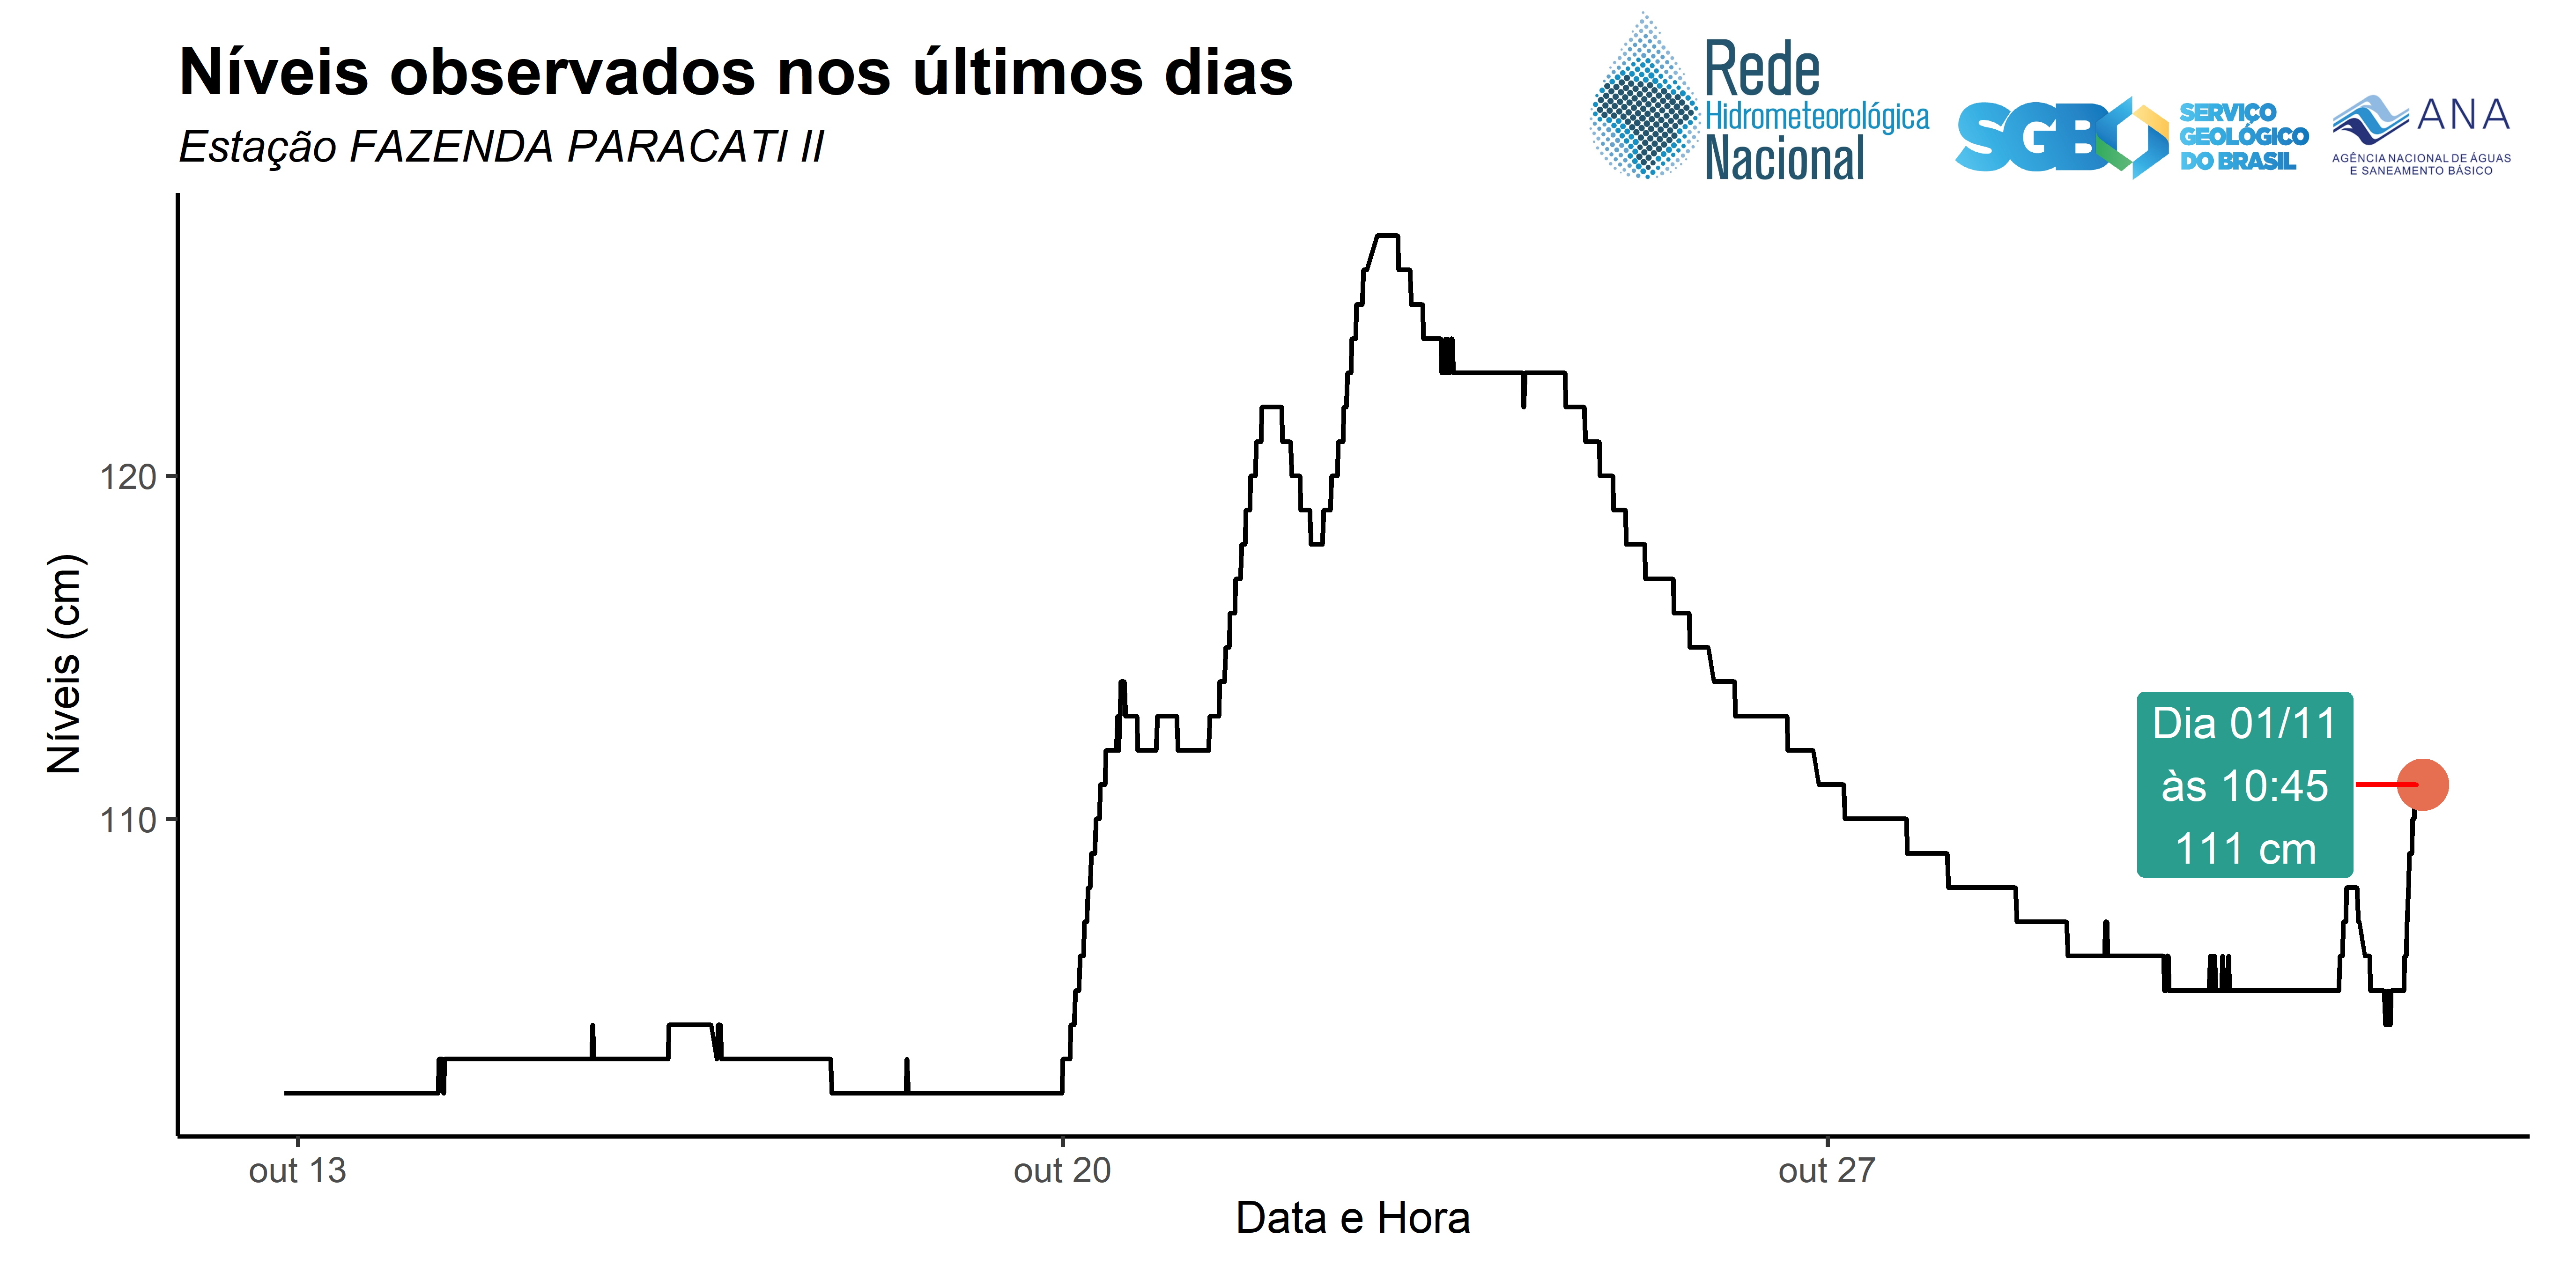 Níveis observados nos últimos dias
Estação FAZENDA PARACATI II
Rede
Hidrometeorológica
Nacional
SGB
SERVIÇO
GEOLÓGICO
DO BRASIL
ANA
AGÊNCIA NACIONAL DE ÁGUAS
E SANEAMENTO BÁSICO
Níveis (cm)
120
110
Dia 01/11
às 10:45
111 cm
out 13
out 20
out 27
Data e Hora